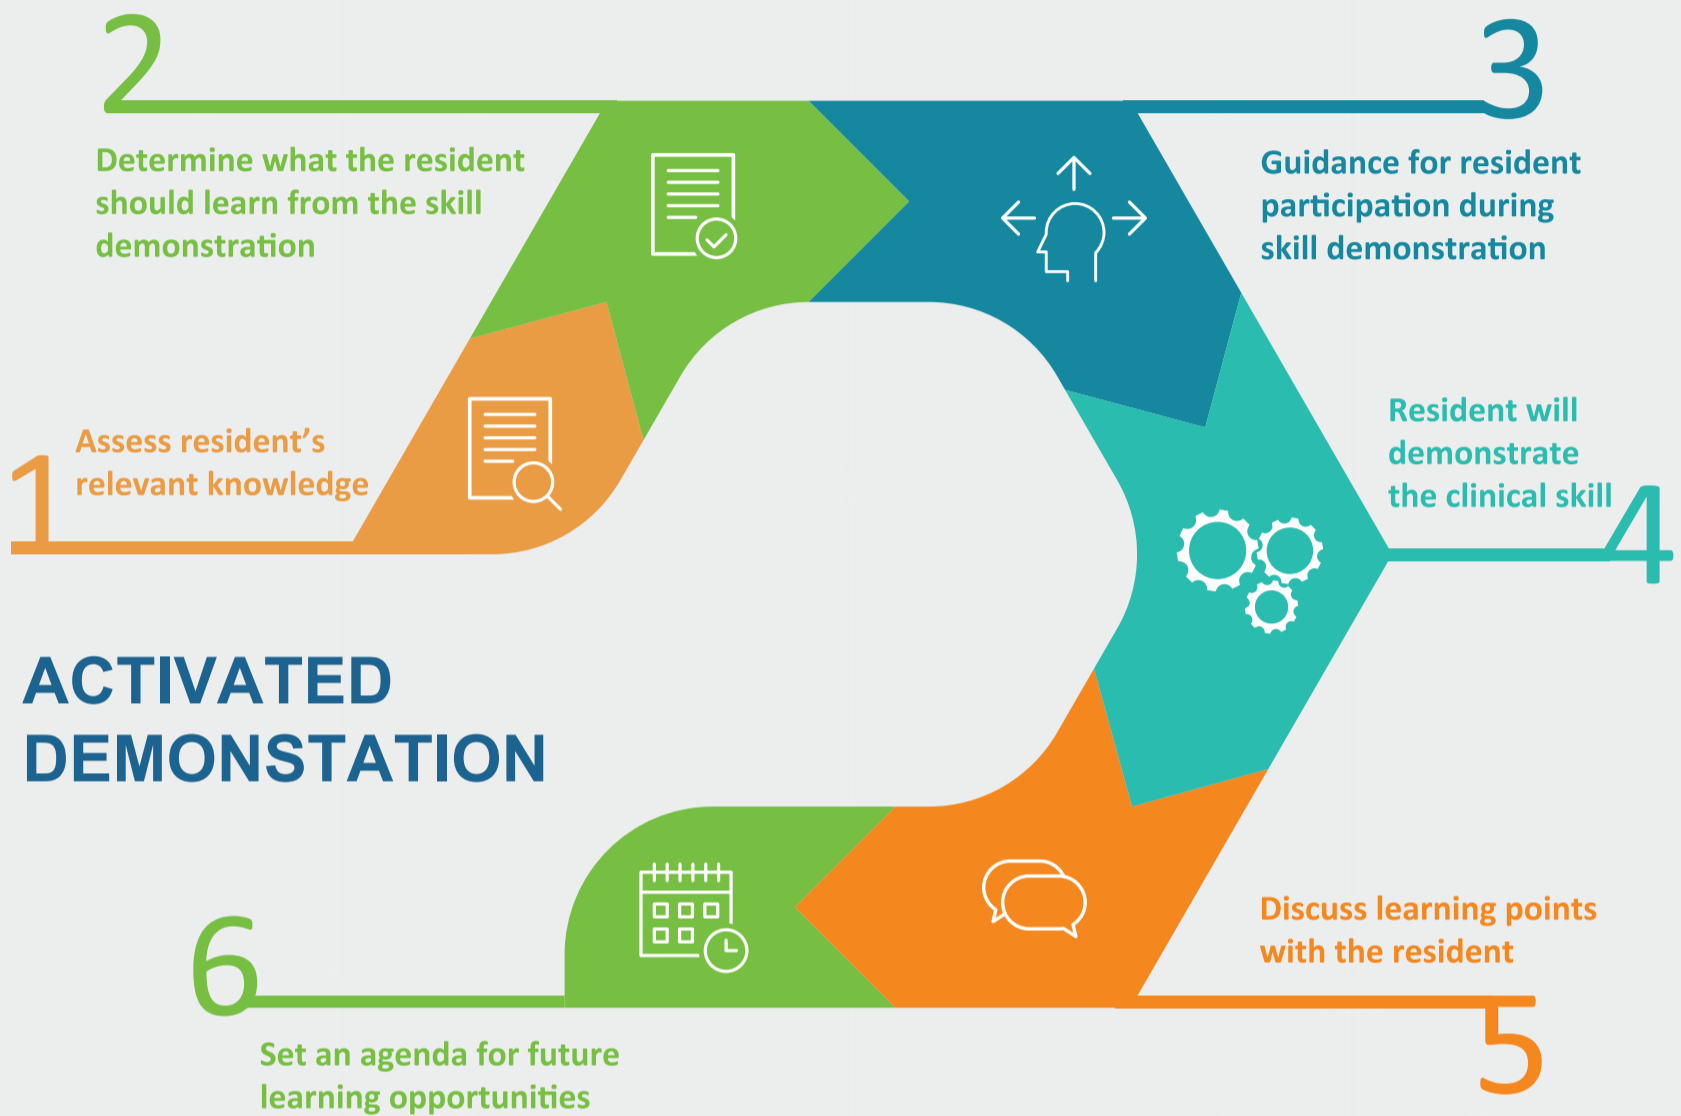 1
Assess resident's
relevant knowledge
2
Determine what the resident
should learn from the skill
demonstration
3
Guidance for resident
participation during
skill demonstration
4
Resident will
demonstrate
the clinical skill
5
Discuss learning points
with the resident
6
Set an agenda for future
learning opportunities
ACTIVATED
DEMONSTATION